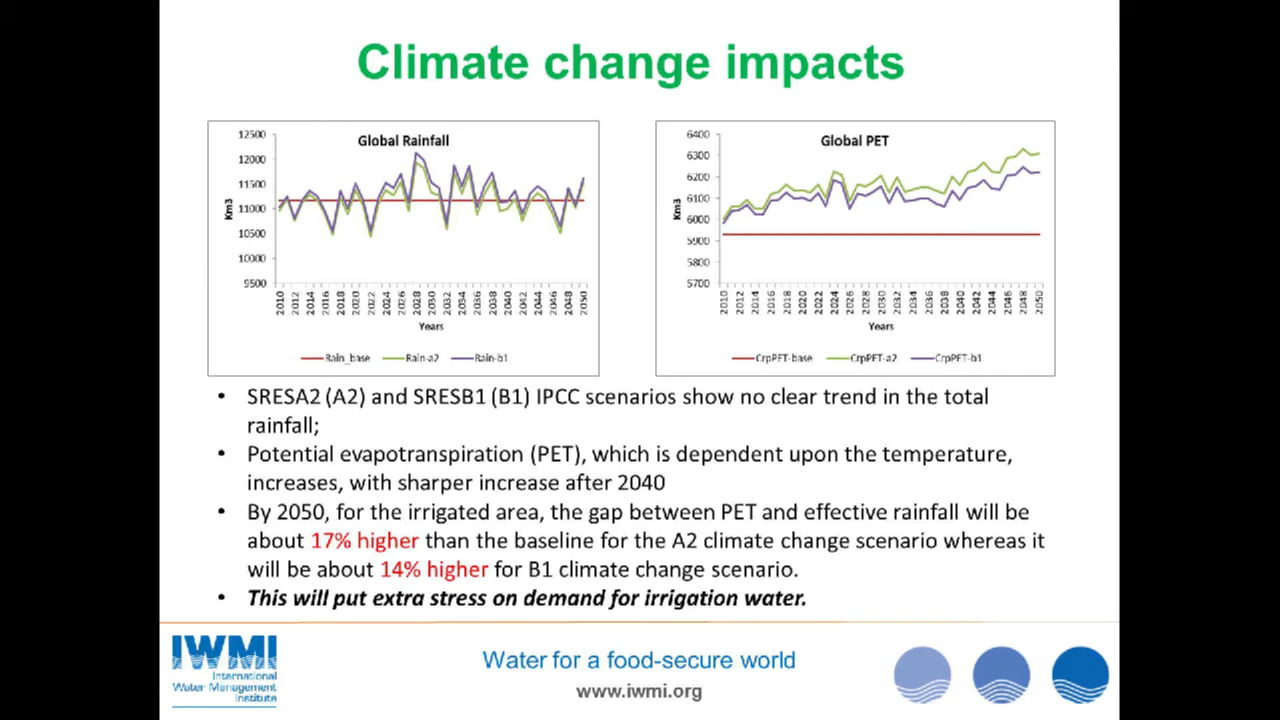 Climate change impacts
Global Rainfall
12500
12000
11500
11000
10500
10000
9500
Km3
2010 2012 2014 2016 2018 2020 2022 2024 2026 2028 2030 2032 2034 2036 2038 2040 2042 2044 2046 2048 2050
Years
Rain_base Rain-a2 Rain-b1
Global PET
6400
6300
6200
6100
6000
5900
5800
5700
Km3
2010 2012 2014 2016 2018 2020 2022 2024 2026 2028 2030 2032 2034 2036 2038 2040 2042 2044 2046 2048 2050
Years
CrpPET-base CrpPET-a2 CrpPET-b1
• SRESA2 (A2) and SRESB1 (B1) IPCC scenarios show no clear trend in the total
rainfall;
• Potential evapotranspiration (PET), which is dependent upon the temperature,
increases, with sharper increase after 2040
• By 2050, for the irrigated area, the gap between PET and effective rainfall will be
about 17% higher than the baseline for the A2 climate change scenario whereas it
will be about 14% higher for B1 climate change scenario.
• This will put extra stress on demand for irrigation water.
IWMI
International
Water Management
Institute
Water for a food-secure world
www.iwmi.org